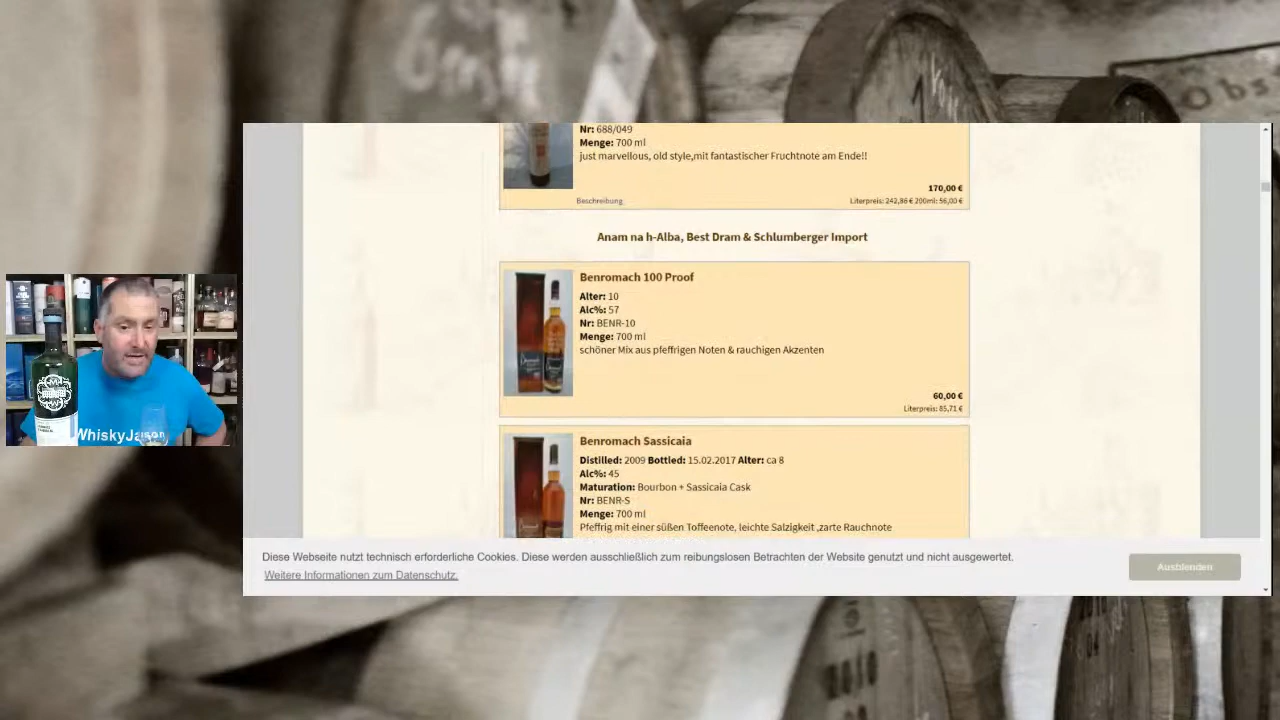 Nr: 688/049
Menge: 700 ml
just marvellous, old style,mit fantastischer Fruchtnote am Ende!!
170,00 €
Beschreibung
Literpreis: 242,86 € 200ml: 56,00 €
Anam na h-Alba, Best Dram & Schlumberger Import
Benromach 100 Proof
Alter: 10
Alc%: 57
Nr: BENR-10
Menge: 700 ml
schöner Mix aus pfeffrigen Noten & rauchigen Akzenten
60,00 €
Literpreis: 85,71 €
Benromach Sassicaia
Distilled: 2009 Bottled: 15.02.2017 Alter: ca 8
Alc%: 45
Maturation: Bourbon + Sassicaia Cask
Nr: BENR-S
Menge: 700 ml
Pfeffrig mit einer süßen Toffeenote, leichte Salzigkeit ,zarte Rauchnote
WhiskyJason
Diese Webseite nutzt technisch erforderliche Cookies. Diese werden ausschließlich zum reibungslosen Betrachten der Website genutzt und nicht ausgewertet.
Weitere Informationen zum Datenschutz.
Ausblenden